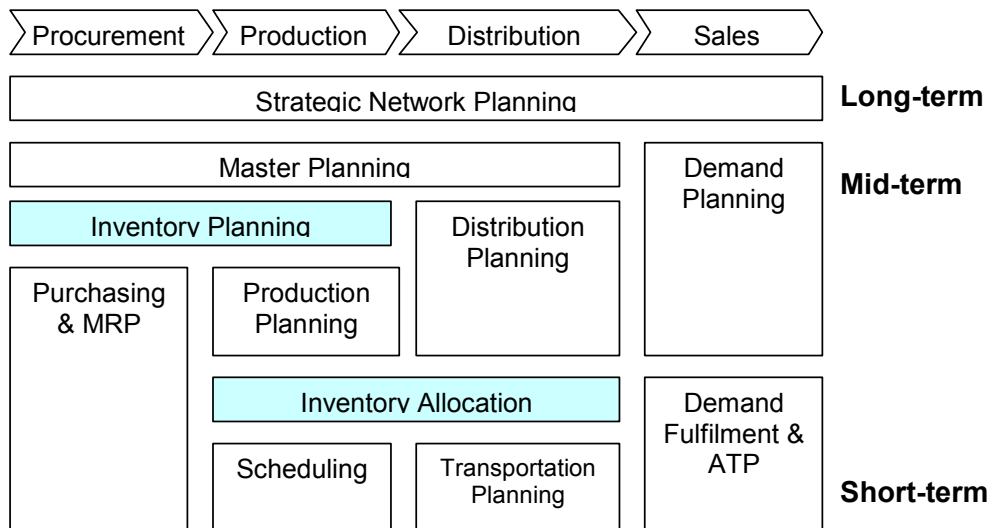 Procurement
Production
Distribution
Sales
Strategic Network Planning
Long-term
Master Planning
Demand
Planning
Mid-term
Inventory Planning
Distribution
Planning
Purchasing
& MRP
Production
Planning
Inventory Allocation
Demand
Fulfilment &
ATP
Scheduling
Transportation
Planning
Short-term